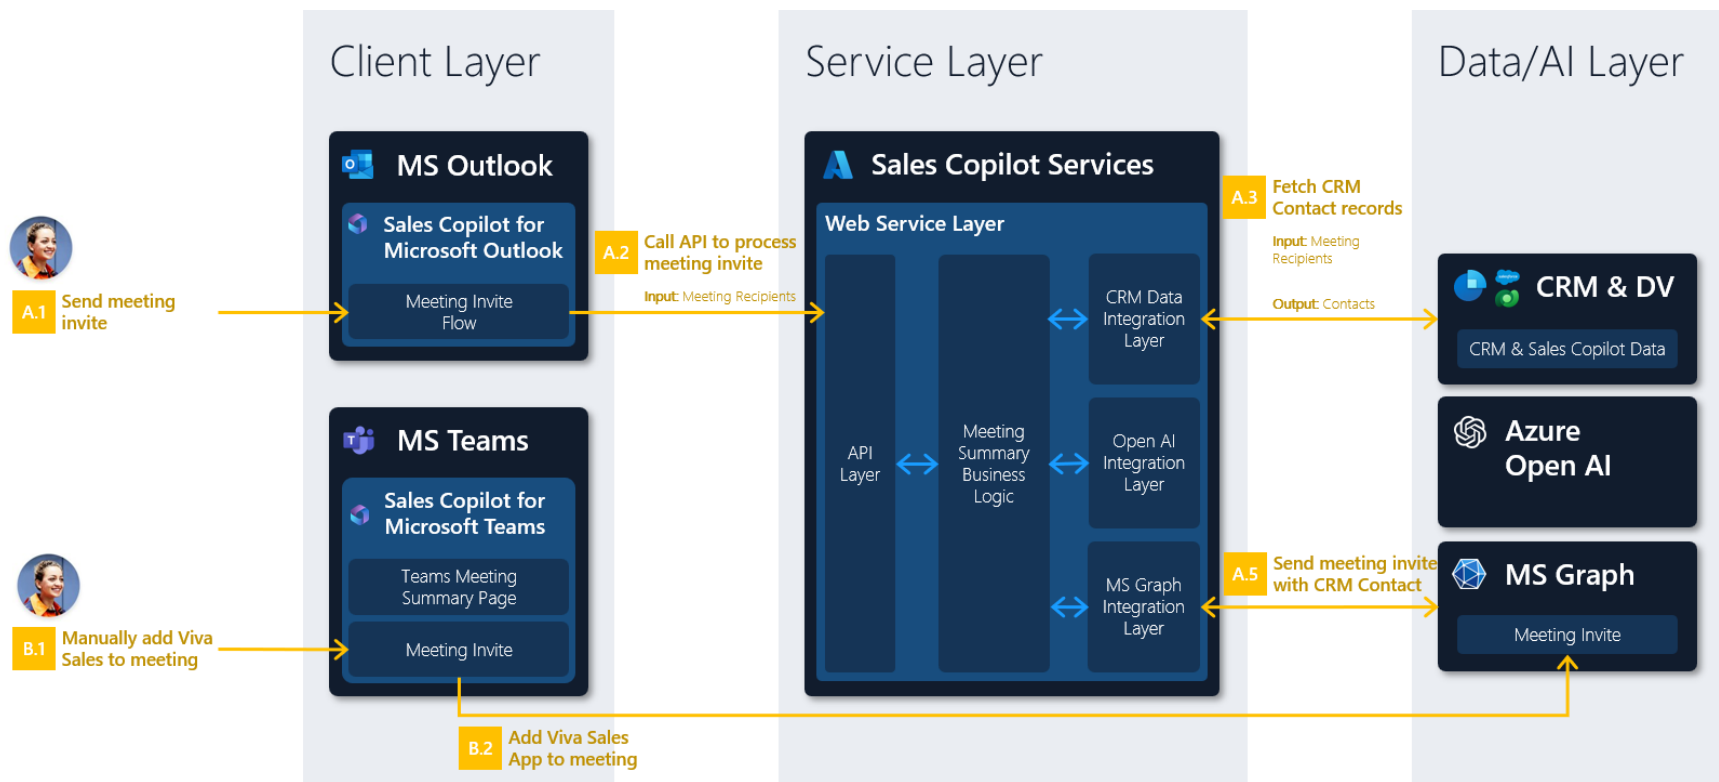 Client Layer
Service Layer
Data/AI Layer
MS Outlook
Sales Copilot for
Microsoft Outlook
Meeting Invite
Flow
A.1
Send meeting
invite
A.2
Call API to process
meeting invite
Input: Meeting Recipients
MS Teams
Sales Copilot for
Microsoft Teams
Teams Meeting
Summary Page
Meeting Invite
B.1
Manually add Viva
Sales to meeting
B.2
Add Viva Sales
App to meeting
Sales Copilot Services
Web Service Layer
API
Layer
Meeting
Summary
Business
Logic
CRM Data
Integration
Layer
Open AI
Integration
Layer
MS Graph
Integration
Layer
A.3
Fetch CRM
Contact records
Input: Meeting
Recipients
Output: Contacts
A.5
Send meeting invite
with CRM Contact
CRM & DV
CRM & Sales Copilot Data
Azure
Open AI
MS Graph
Meeting Invite